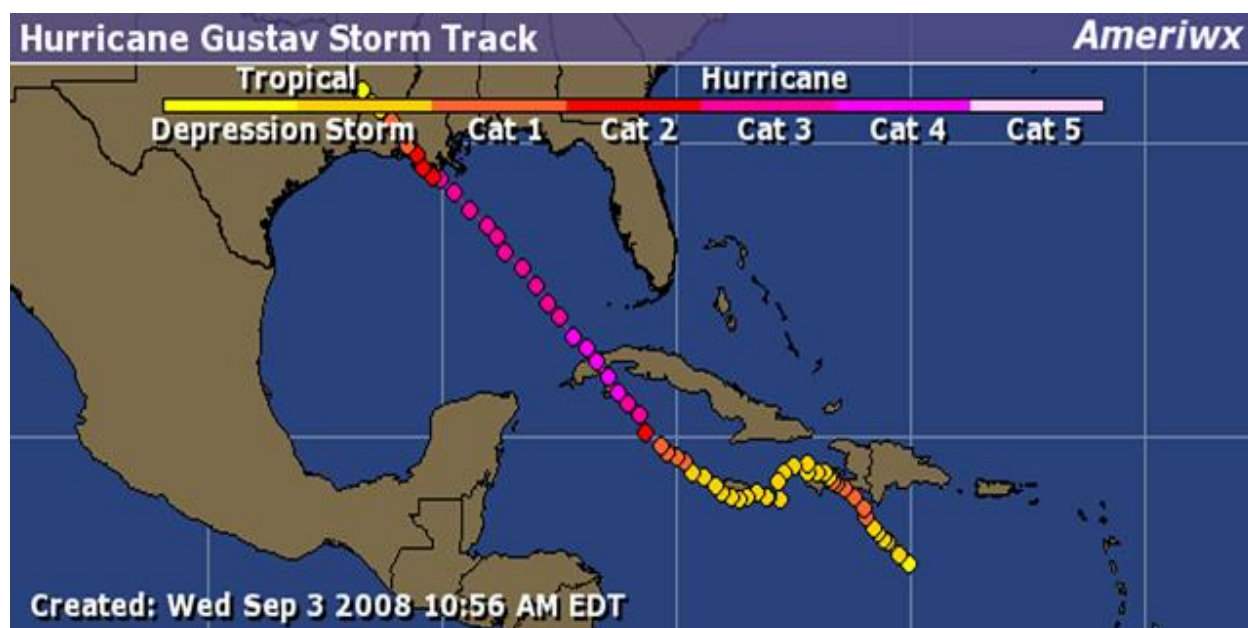 Hurricane Gustav Storm Track
Ameriwx
Tropical Hurricane
Depression Storm Cat 1 Cat 2 Cat 3 Cat 4 Cat 5
Created: Wed Sep 3 2008 10:56 AM EDT